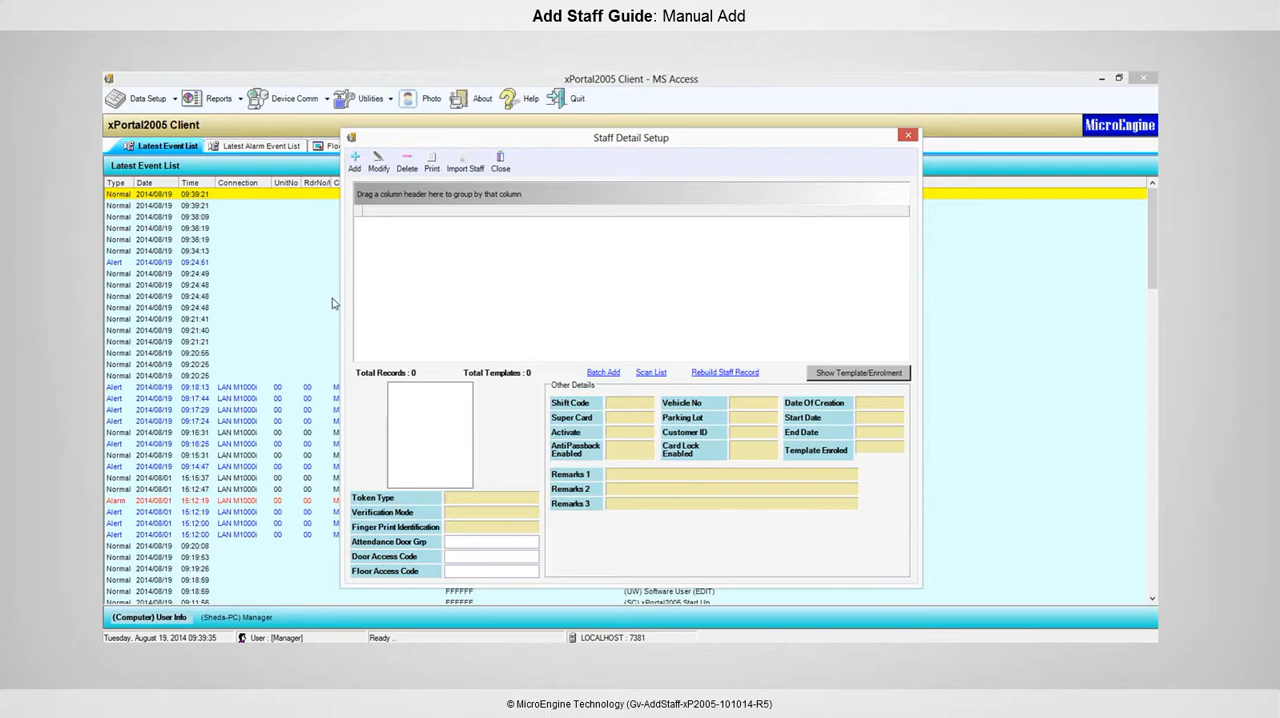 Add Staff Guide: Manual Add
xPortal2005 Client - MS Access
Data Setup Reports Device Comm Utilities Photo About Help Quit
xPortal2005 Client MicroEngine
Latest Event List Latest Alarm Event List Flo
Latest Event List
Type Date Time Connection UnitNo RdrNo/I C
Normal 2014/08/19 09:39:21
Normal 2014/08/19 09:39:21
Normal 2014/08/19 09:38:09
Normal 2014/08/19 09:36:19
Normal 2014/08/19 09:36:19
Normal 2014/08/19 09:34:13
Alert 2014/08/19 09:24:51
Normal 2014/08/19 09:24:49
Normal 2014/08/19 09:24:48
Normal 2014/08/19 09:24:48
Normal 2014/08/19 09:24:48
Normal 2014/08/19 09:21:41
Normal 2014/08/19 09:21:40
Normal 2014/08/19 09:21:21
Normal 2014/08/19 09:20:55
Normal 2014/08/19 09:20:25
Normal 2014/08/19 09:20:25
Alert 2014/08/19 09:18:13 LAN M1000i 00 00 M
Alert 2014/08/19 09:17:44 LAN M1000i 00 00 M
Alert 2014/08/19 09:17:29 LAN M1000i 00 00 M
Alert 2014/08/19 09:17:24 LAN M1000i 00 00 M
Normal 2014/08/19 09:16:31 LAN M1000i 00 00 M
Alert 2014/08/19 09:16:25 LAN M1000i 00 00 M
Normal 2014/08/19 09:15:31 LAN M1000i 00 00 M
Alert 2014/08/19 09:14:47 LAN M1000i 00 00 M
Normal 2014/08/01 15:15:37 LAN M1000i 00 00 M
Normal 2014/08/01 15:12:47 LAN M1000i 00 00 M
Alarm 2014/08/01 15:12:19 LAN M1000i 00 00 M
Alert 2014/08/01 15:12:19 LAN M1000i 00 00 M
Alert 2014/08/01 15:12:00 LAN M1000i 00 00 M
Alert 2014/08/01 15:12:00 LAN M1000i 00 00 M
Normal 2014/08/19 09:20:08
Normal 2014/08/19 09:19:53
Normal 2014/08/19 09:19:26
Normal 2014/08/19 09:18:59 FFFFFF (UW) Software User (EDIT)
Normal 2014/08/19 09:11:56 FFFFFF (SC) xPortal2005 Start Up
Staff Detail Setup
Add Modify Delete Print Import Staff Close
Drag a column header here to group by that column
Total Records : 0 Total Templates : 0 Batch Add Scan List Rebuild Staff Record Show Template/Enrolment
Other Details
Shift Code Vehicle No Date Of Creation
Super Card Parking Lot Start Date
Activate Customer ID End Date
AntiPassback Enabled Card Lock Enabled Template Enroled
Remarks 1
Remarks 2
Remarks 3
Token Type
Verification Mode
Finger Print Identification
Attendance Door Grp
Door Access Code
Floor Access Code
(Computer) User Info (Sheda-PC) Manager
Tuesday, August 19, 2014 09:39:35 User : [Manager] Ready .. LOCALHOST : 7381
© MicroEngine Technology (Gv-AddStaff-xP2005-101014-R5)